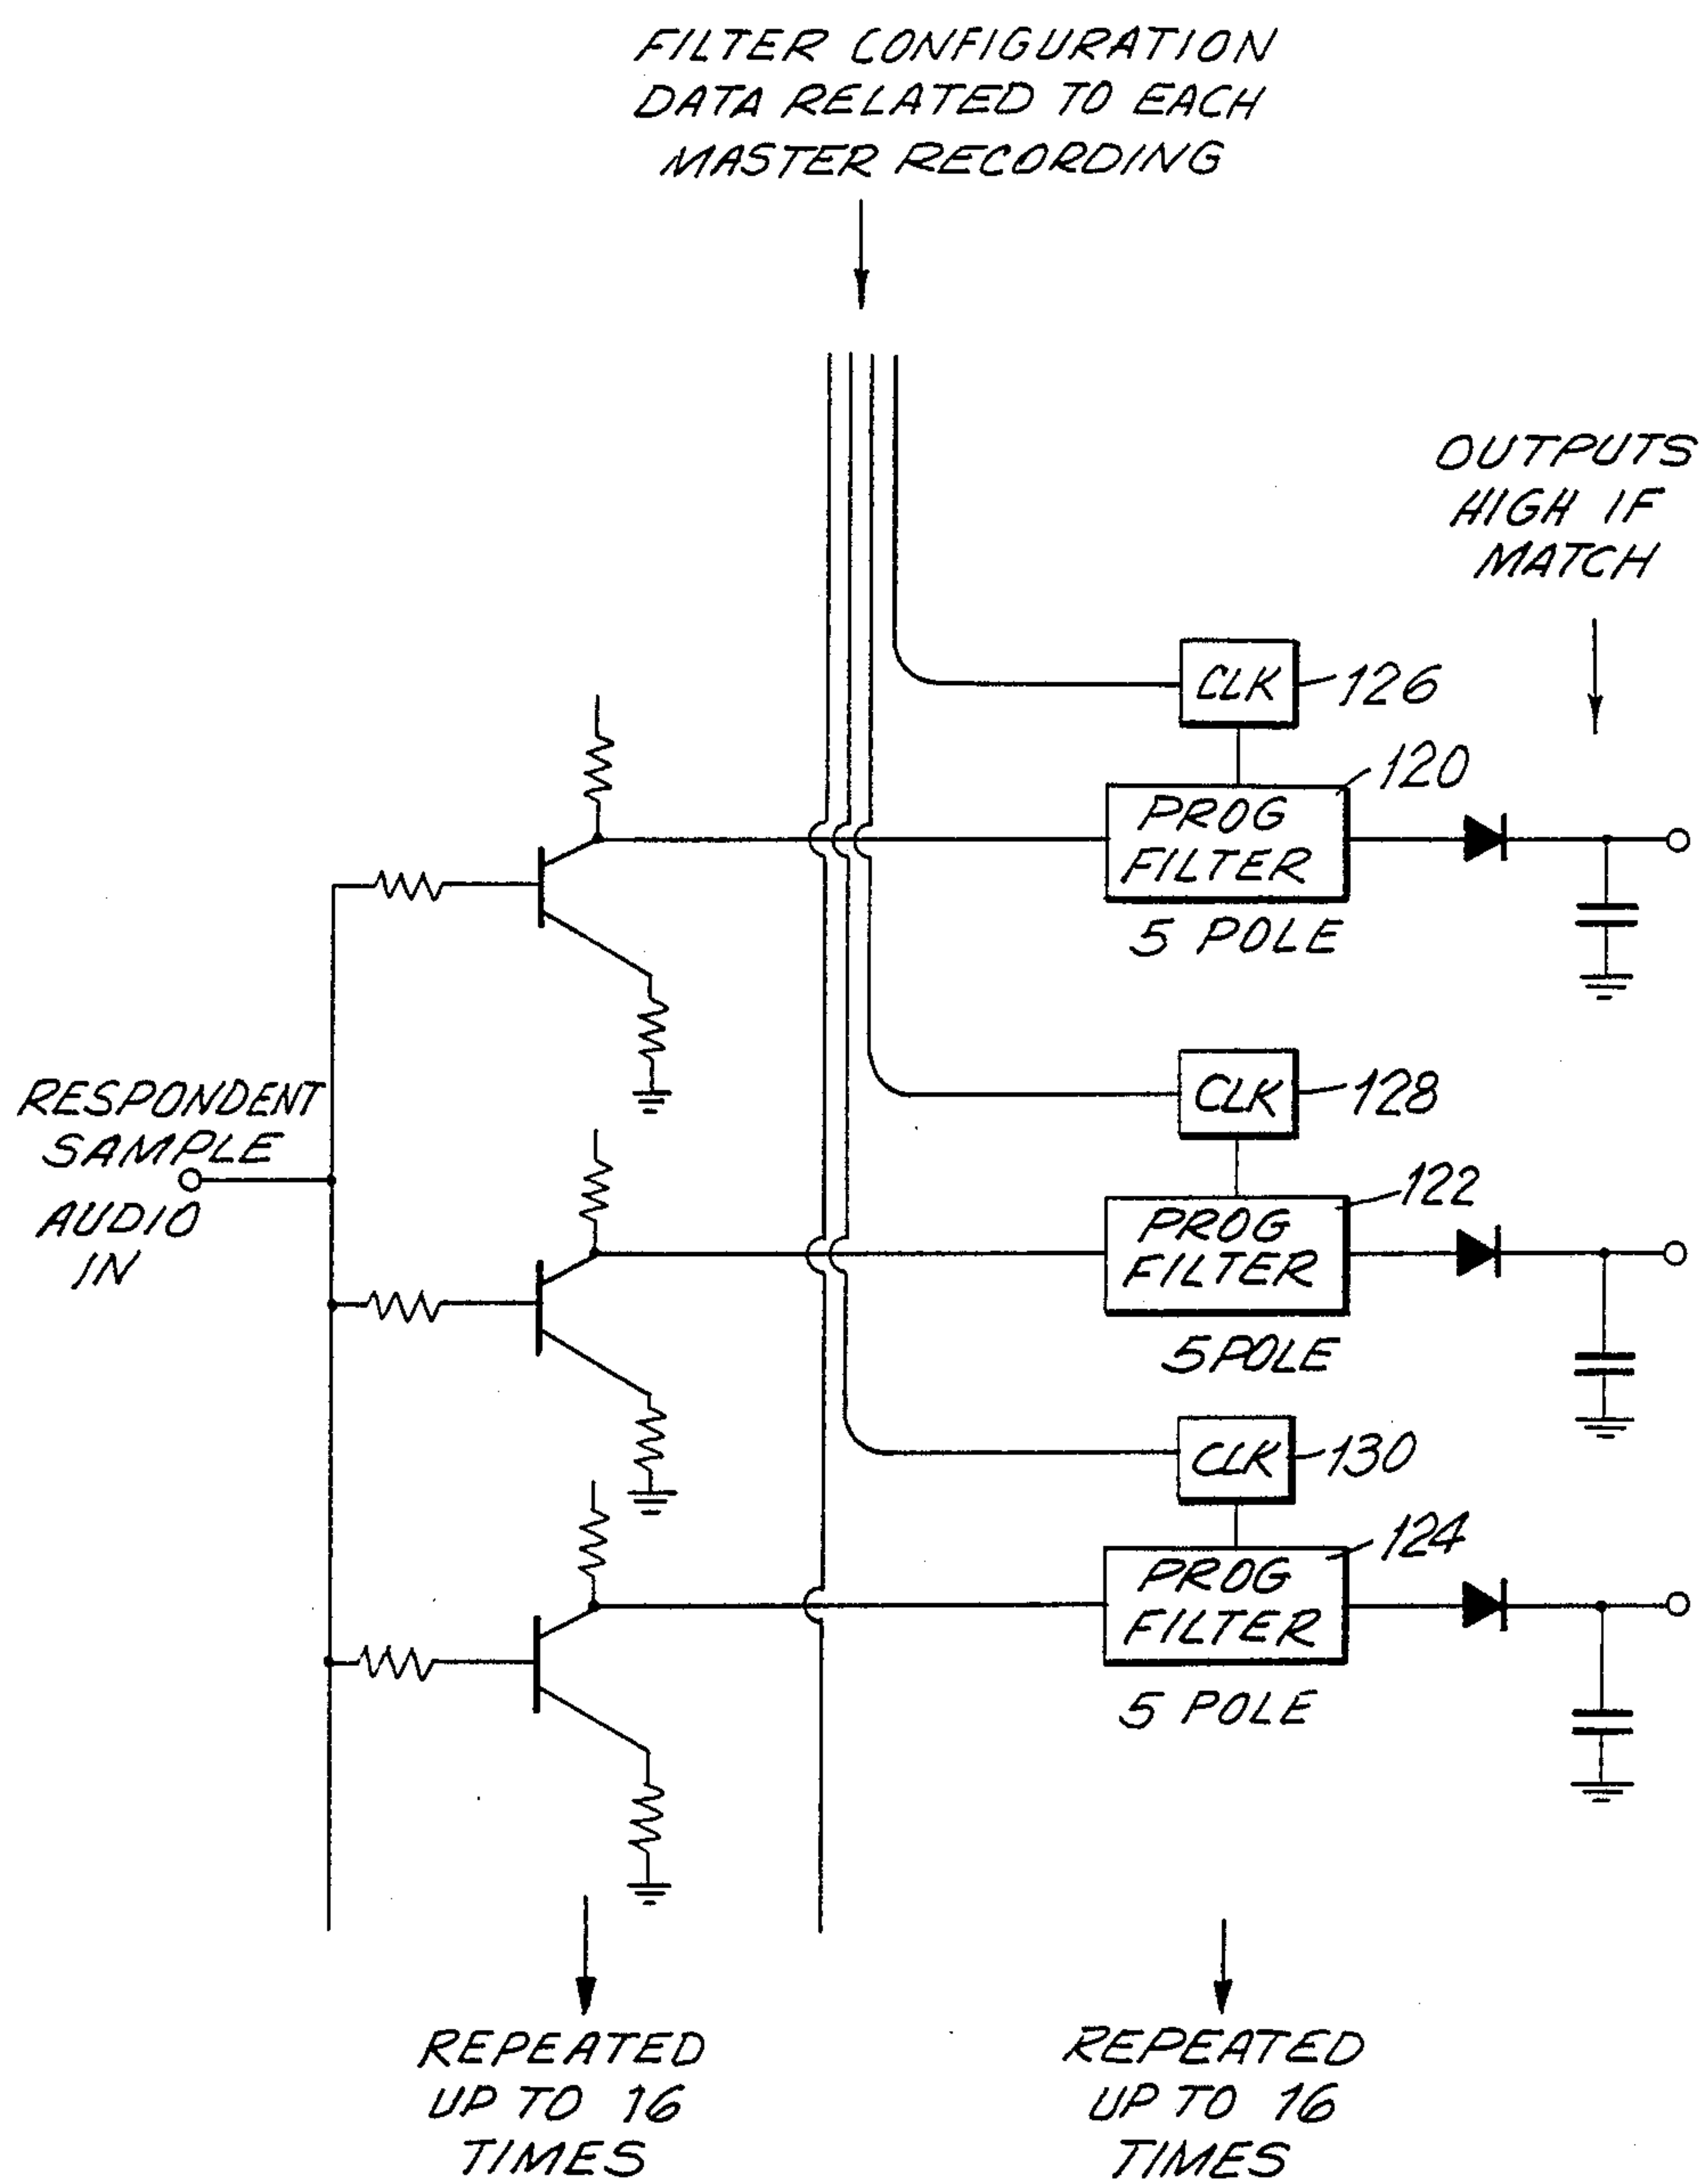 FILTER CONFIGURATION
DATA RELATED TO EACH
MASTER RECORDING
OUTPUTS
HIGH IF
MATCH
CLK
126
120
PROG
FILTER
5 POLE
RESPONDENT
SAMPLE
AUDIO
IN
CLK
128
122
PROG
FILTER
5 POLE
CLK
130
124
PROG
FILTER
5 POLE
REPEATED
UP TO 16
TIMES
REPEATED
UP TO 16
TIMES